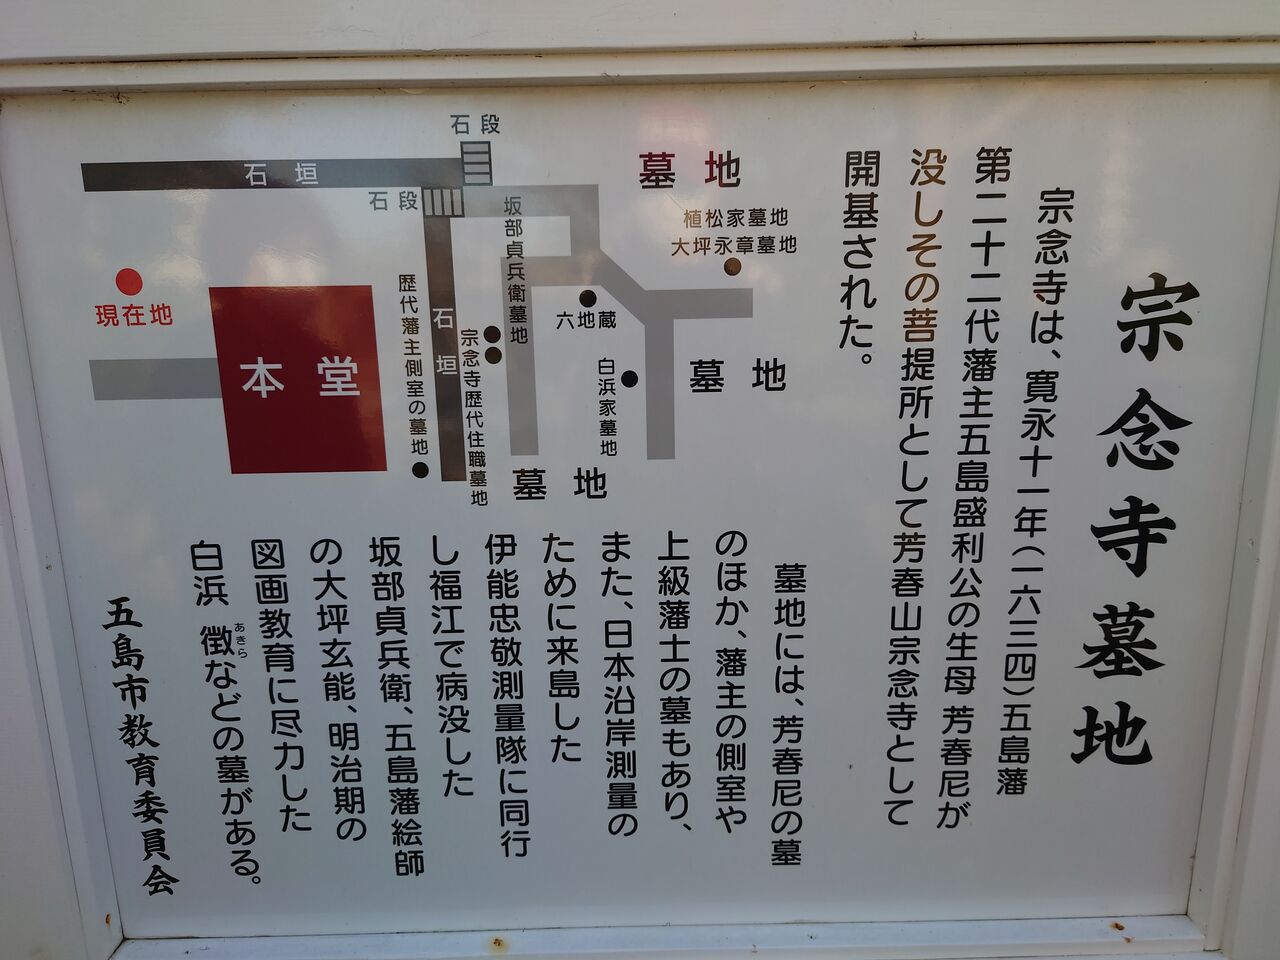 宗念寺墓地
宗念寺は、寛永十一年(一六三四)五島藩
第二十二代藩主五島盛利公の生母 芳春尼が
没しその菩提所として芳春山宗念寺として
開基された。
墓地には、芳春尼の墓
のほか、藩主の側室や
上級藩士の墓もあり、
また、日本沿岸測量の
ために来島した
伊能忠敬測量隊に同行
し福江で病没した
坂部貞兵衛、五島藩絵師
の大坪玄能、明治期の
図画教育に尽力した
白浜 徴などの墓がある。
あきら
五島市教育委員会
石段
石垣
石段
墓地
植松家墓地
大坪永章墓地
坂部貞兵衛墓地
現在地
本堂
歴代藩主側室の墓地
石垣
宗念寺歴代住職墓地
六地蔵
白浜家墓地
墓地
墓地